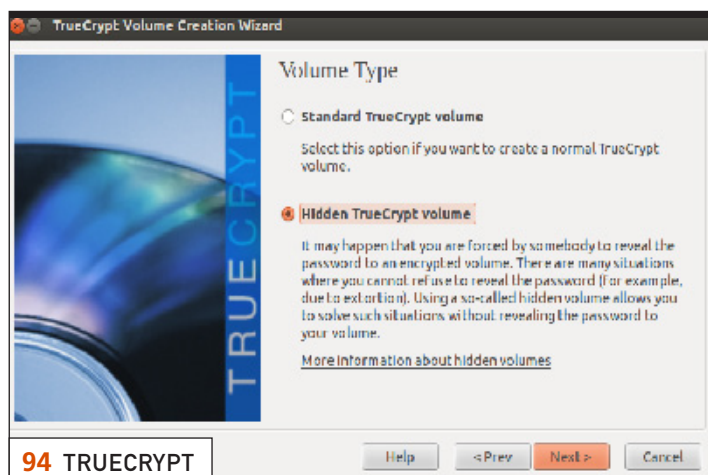 TrueCrypt Volume Creation Wizard
TRUECRYPT
Volume Type
Standard TrueCrypt volume
Select this option if you want to create a normal TrueCrypt
volume.
Hidden TrueCrypt volume
It may happen that you are forced by somebody to reveal the
password to an encrypted volume. There are many situations
where you cannot refuse to reveal the password (for example,
due to extortion). Using a so-called hidden volume allows you
to solve such situations without revealing the password to
your volume.
More information about hidden volumes
Help
<Prev
Next>
Cancel
94 TRUECRYPT